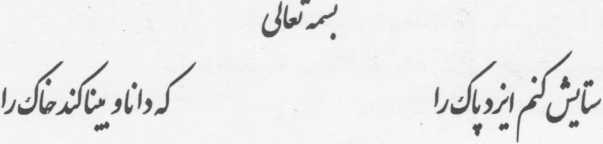 بسمه تعالی
ستایش کنم ایزد پاک را که دانا و بینا کند خاک را